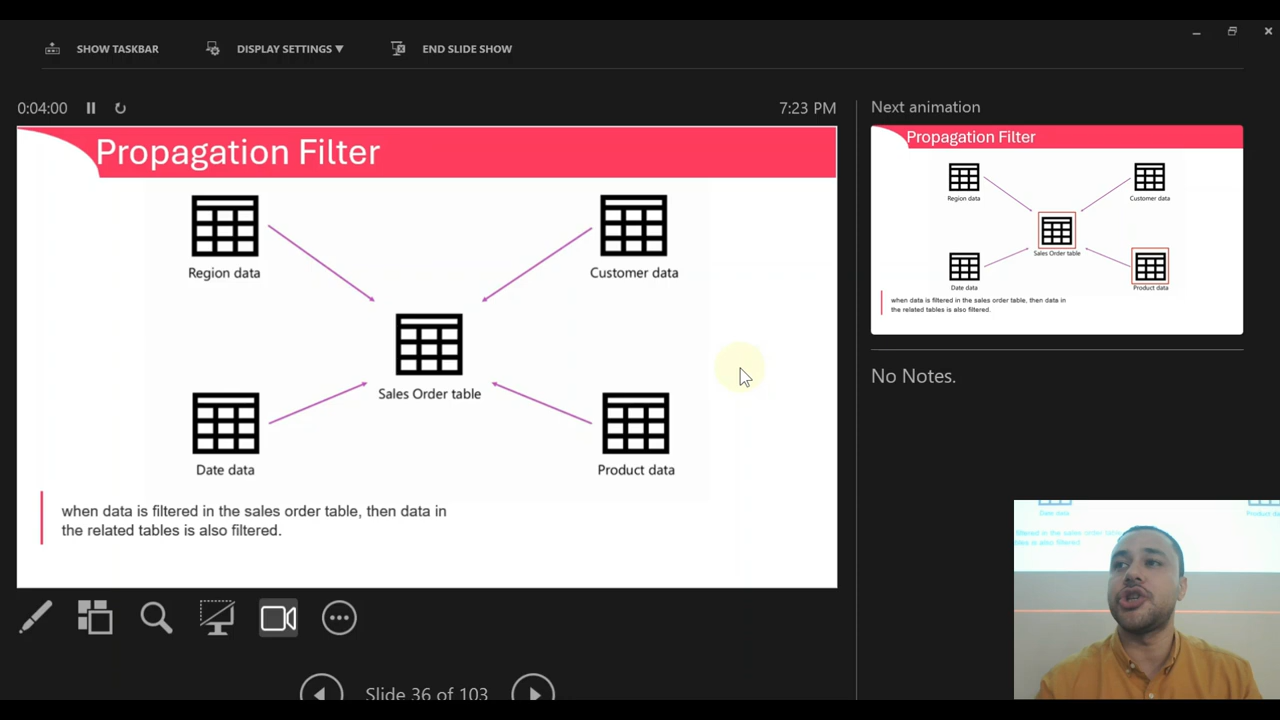 SHOW TASKBAR
DISPLAY SETTINGS ▼
END SLIDE SHOW
0:04:00
7:23 PM
Propagation Filter
Region data
Customer data
Sales Order table
Date data
Product data
when data is filtered in the sales order table, then data in
the related tables is also filtered.
Slide 36 of 103
Next animation
Propagation Filter
Region data
Customer data
Sales Order table
Date data
Product data
when data is filtered in the sales order table, then data in
the related tables is also filtered.
No Notes.